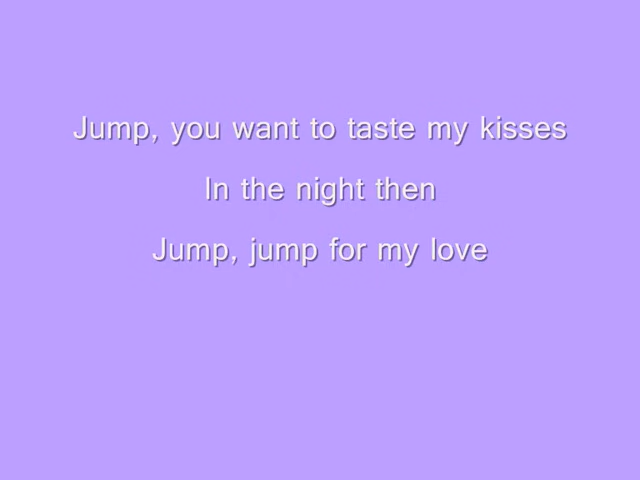 Jump, you want to taste my kisses
In the night then
Jump, jump for my love